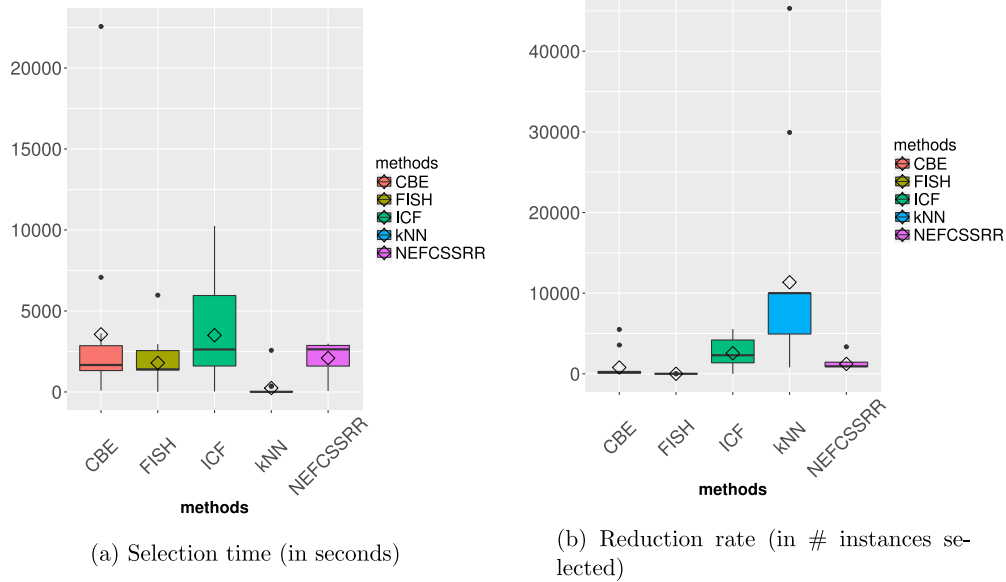 20000
15000
10000
5000
0
CBE
FISH
ICF
kNN
NEFCSSRR
methods
methods
CBE
FISH
ICF
kNN
NEFCSSRR
(a) Selection time (in seconds)
40000
30000
20000
10000
0
CBE
FISH
ICF
kNN
NEFCSSRR
methods
methods
CBE
FISH
ICF
kNN
NEFCSSRR
(b) Reduction rate (in # instances se-
lected)